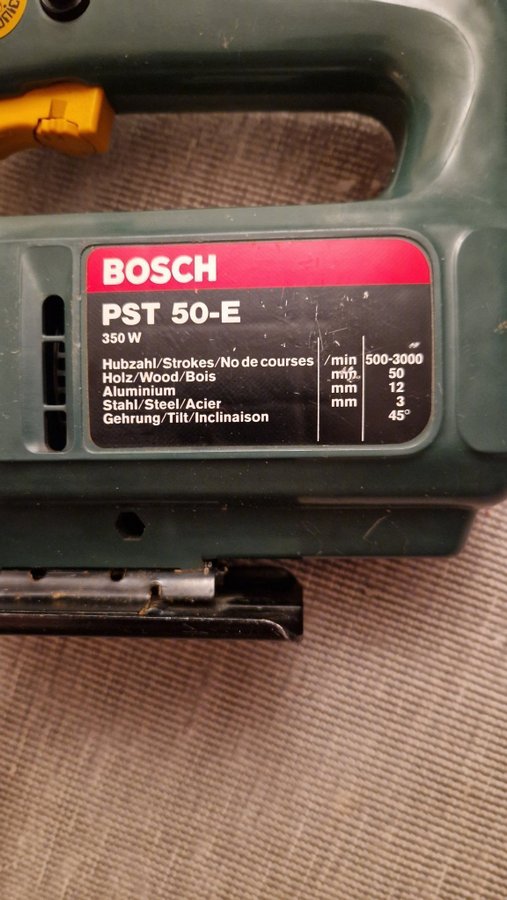 BOSCH
PST 50-E
350 W
Hubzahl/Strokes/No de courses /min 500-3000
Holz/Wood/Bois mm 50
Aluminium mm 12
Stahl/Steel/Acier mm 3
Gehrung/Tilt/Inclinaison 45°